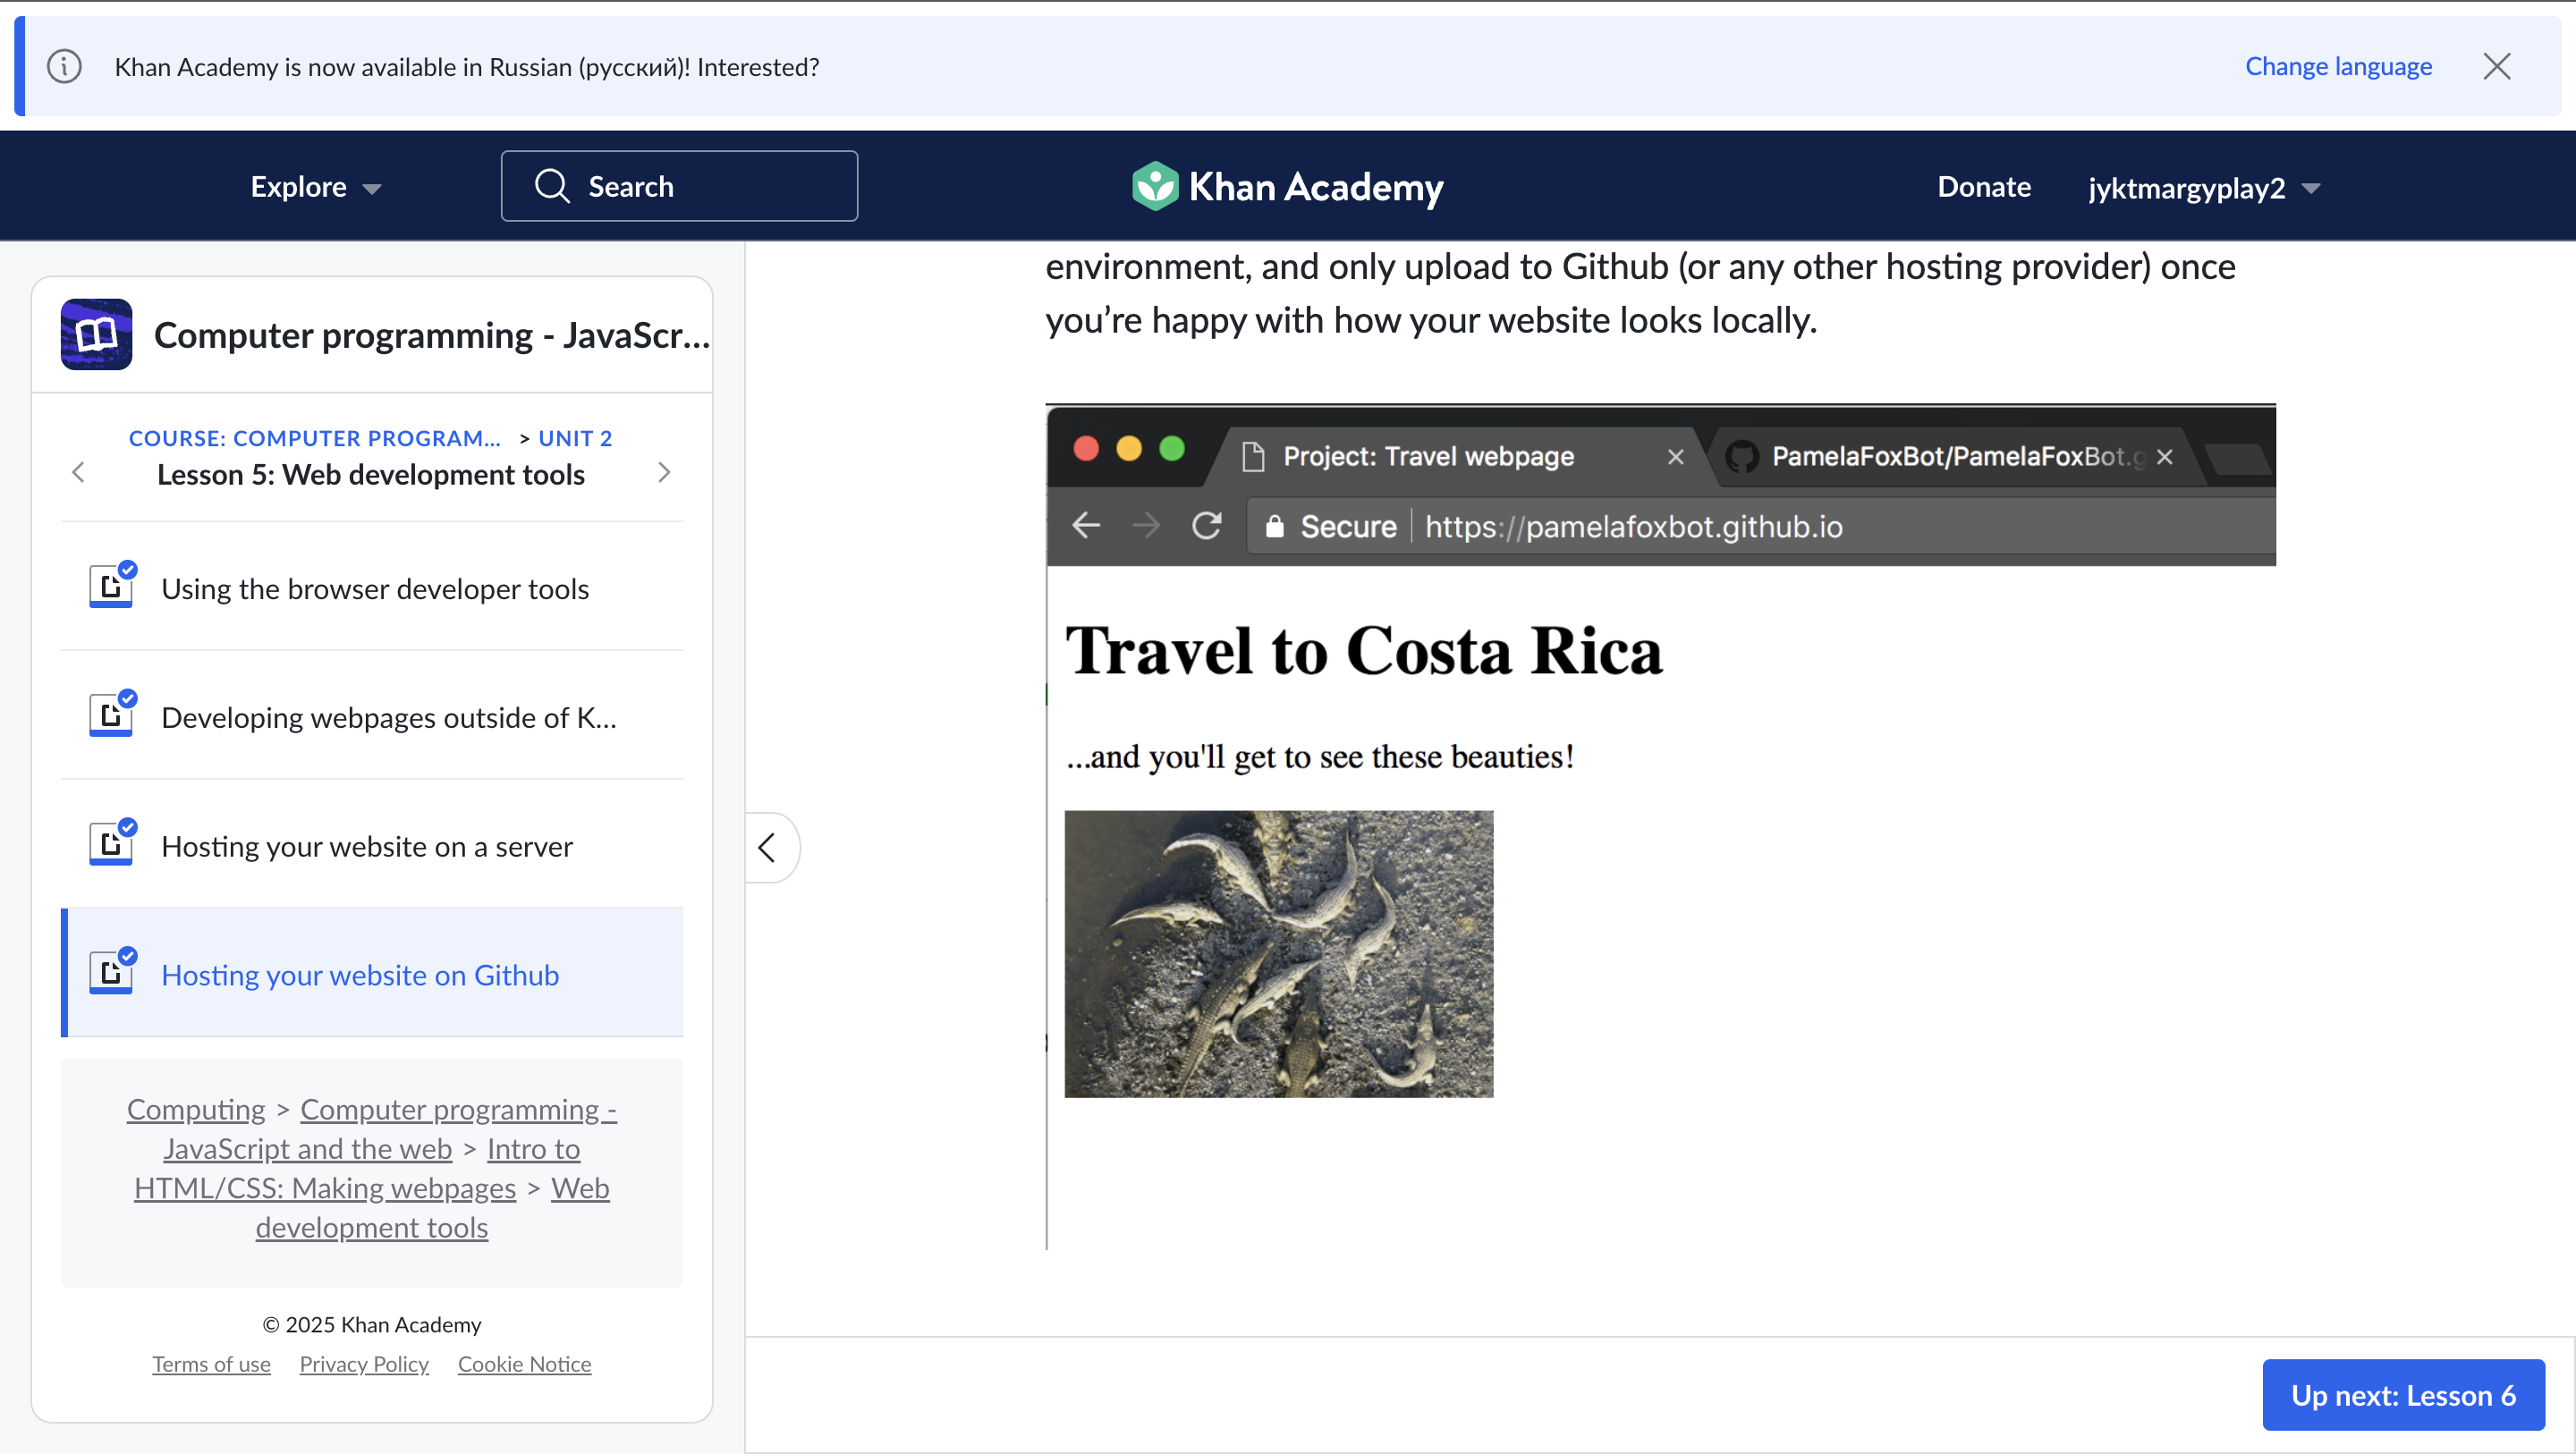 Khan Academy is now available in Russian (русский)! Interested?
Change language
Explore
Search
Khan Academy
Donate
jyktmargyplay2
Computer programming - JavaScr...
COURSE: COMPUTER PROGRAM... > UNIT 2
Lesson 5: Web development tools
Using the browser developer tools
Developing webpages outside of K...
Hosting your website on a server
Hosting your website on Github
Computing > Computer programming -
JavaScript and the web > Intro to
HTML/CSS: Making webpages > Web
development tools
© 2025 Khan Academy
Terms of use Privacy Policy Cookie Notice
environment, and only upload to Github (or any other hosting provider) once
you’re happy with how your website looks locally.
Project: Travel webpage
PamelaFoxBot/PamelaFoxBot.g
Secure
https://pamelafoxbot.github.io
Travel to Costa Rica
...and you'll get to see these beauties!
Up next: Lesson 6